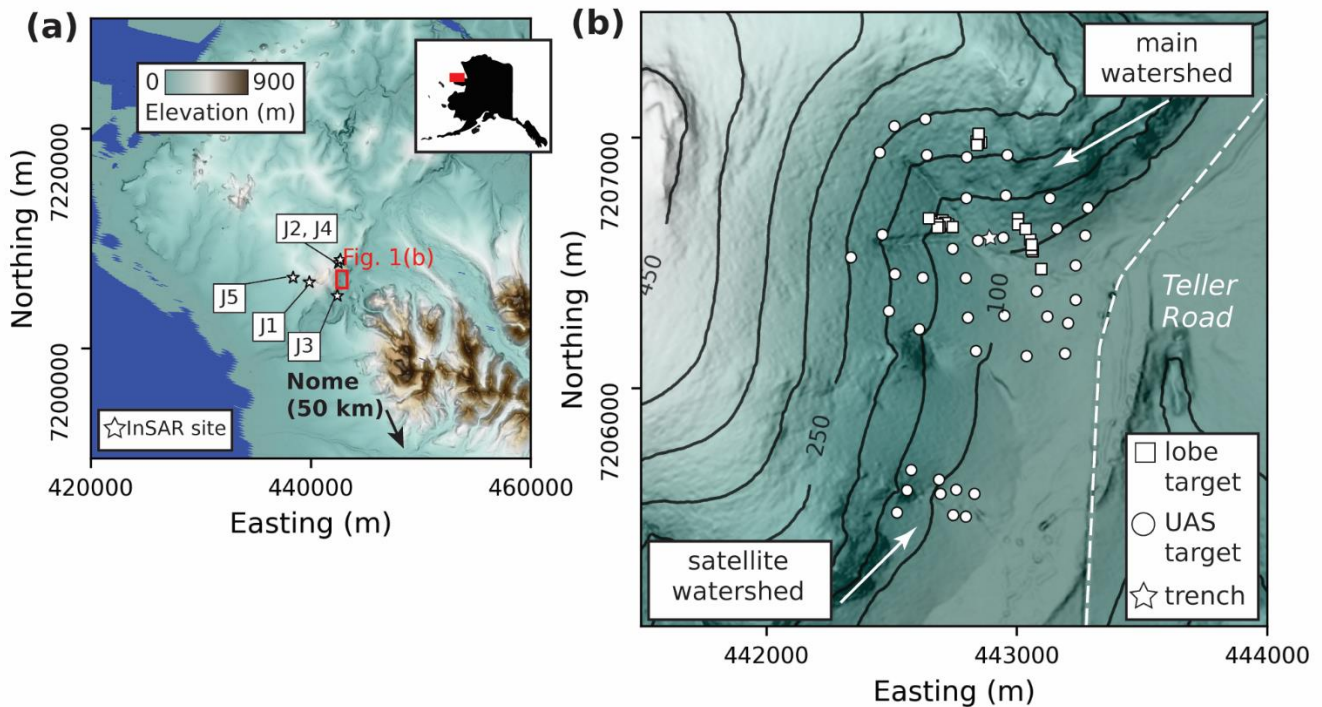 (a)
0
900
Elevation (m)
7220000
7210000
7200000
Northing (m)
J2, J4
Fig. 1(b)
J5
J1
J3
Nome
(50 km)
InSAR site
420000
440000
460000
Easting (m)
(b)
main
watershed
7207000
7206000
Northing (m)
450
250
100
Teller
Road
satellite
watershed
lobe
target
UAS
target
trench
442000
443000
444000
Easting (m)